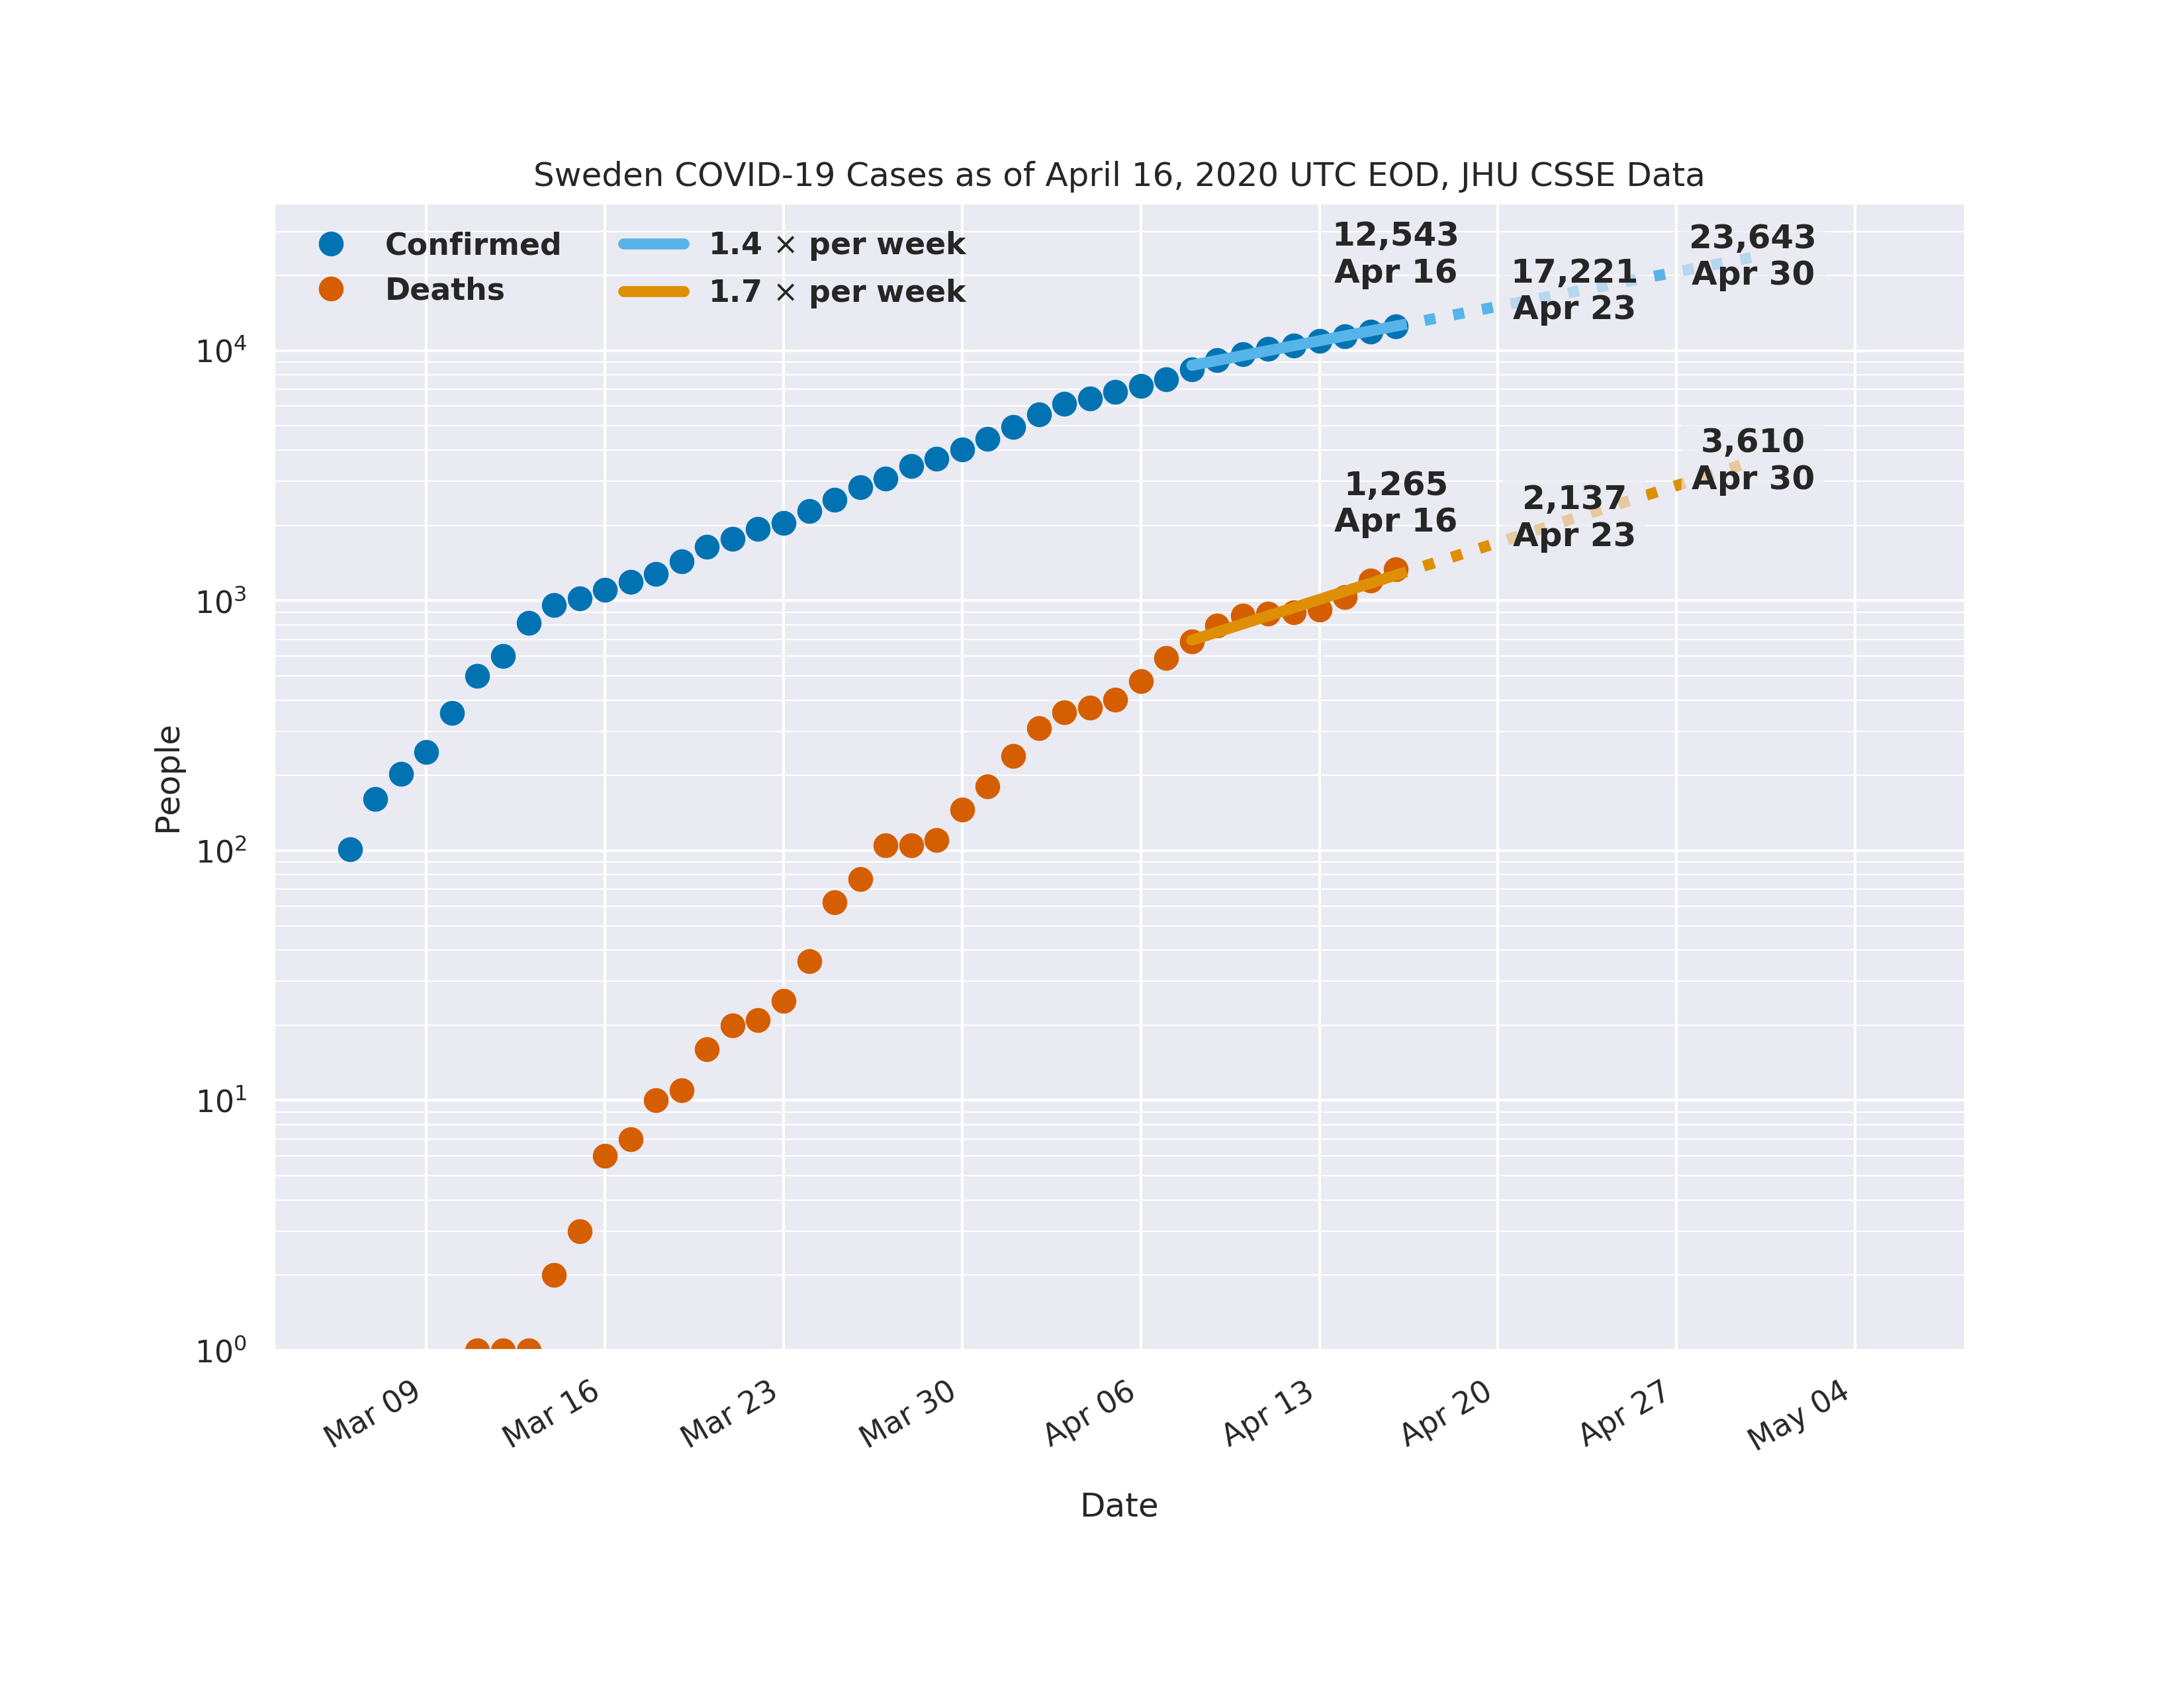 Sweden COVID-19 Cases as of April 16, 2020 UTC EOD, JHU CSSE Data
Confirmed
Deaths
1.4 × per week
1.7 × per week
12,543
Apr 16
17,221
Apr 23
23,643
Apr 30
1,265
Apr 16
2,137
Apr 23
3,610
Apr 30
People
10⁴
10³
10²
10¹
10⁰
Mar 09
Mar 16
Mar 23
Mar 30
Apr 06
Apr 13
Apr 20
Apr 27
May 04
Date